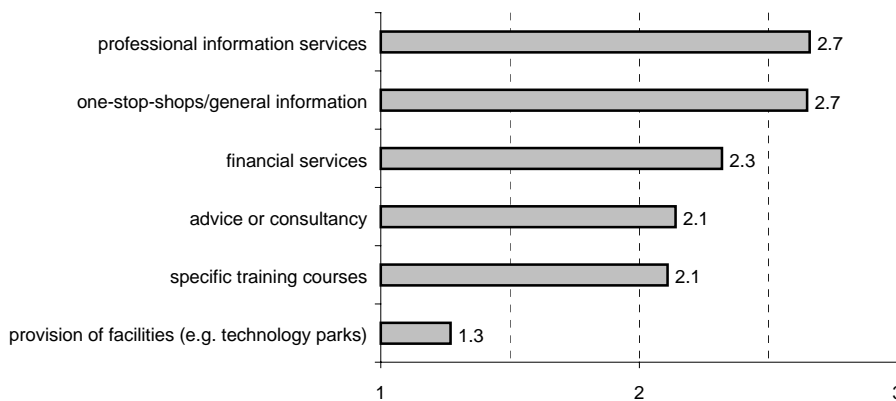 professional information services 2.7
one-stop-shops/general information 2.7
financial services 2.3
advice or consultancy 2.1
specific training courses 2.1
provision of facilities (e.g. technology parks) 1.3
1 2 3